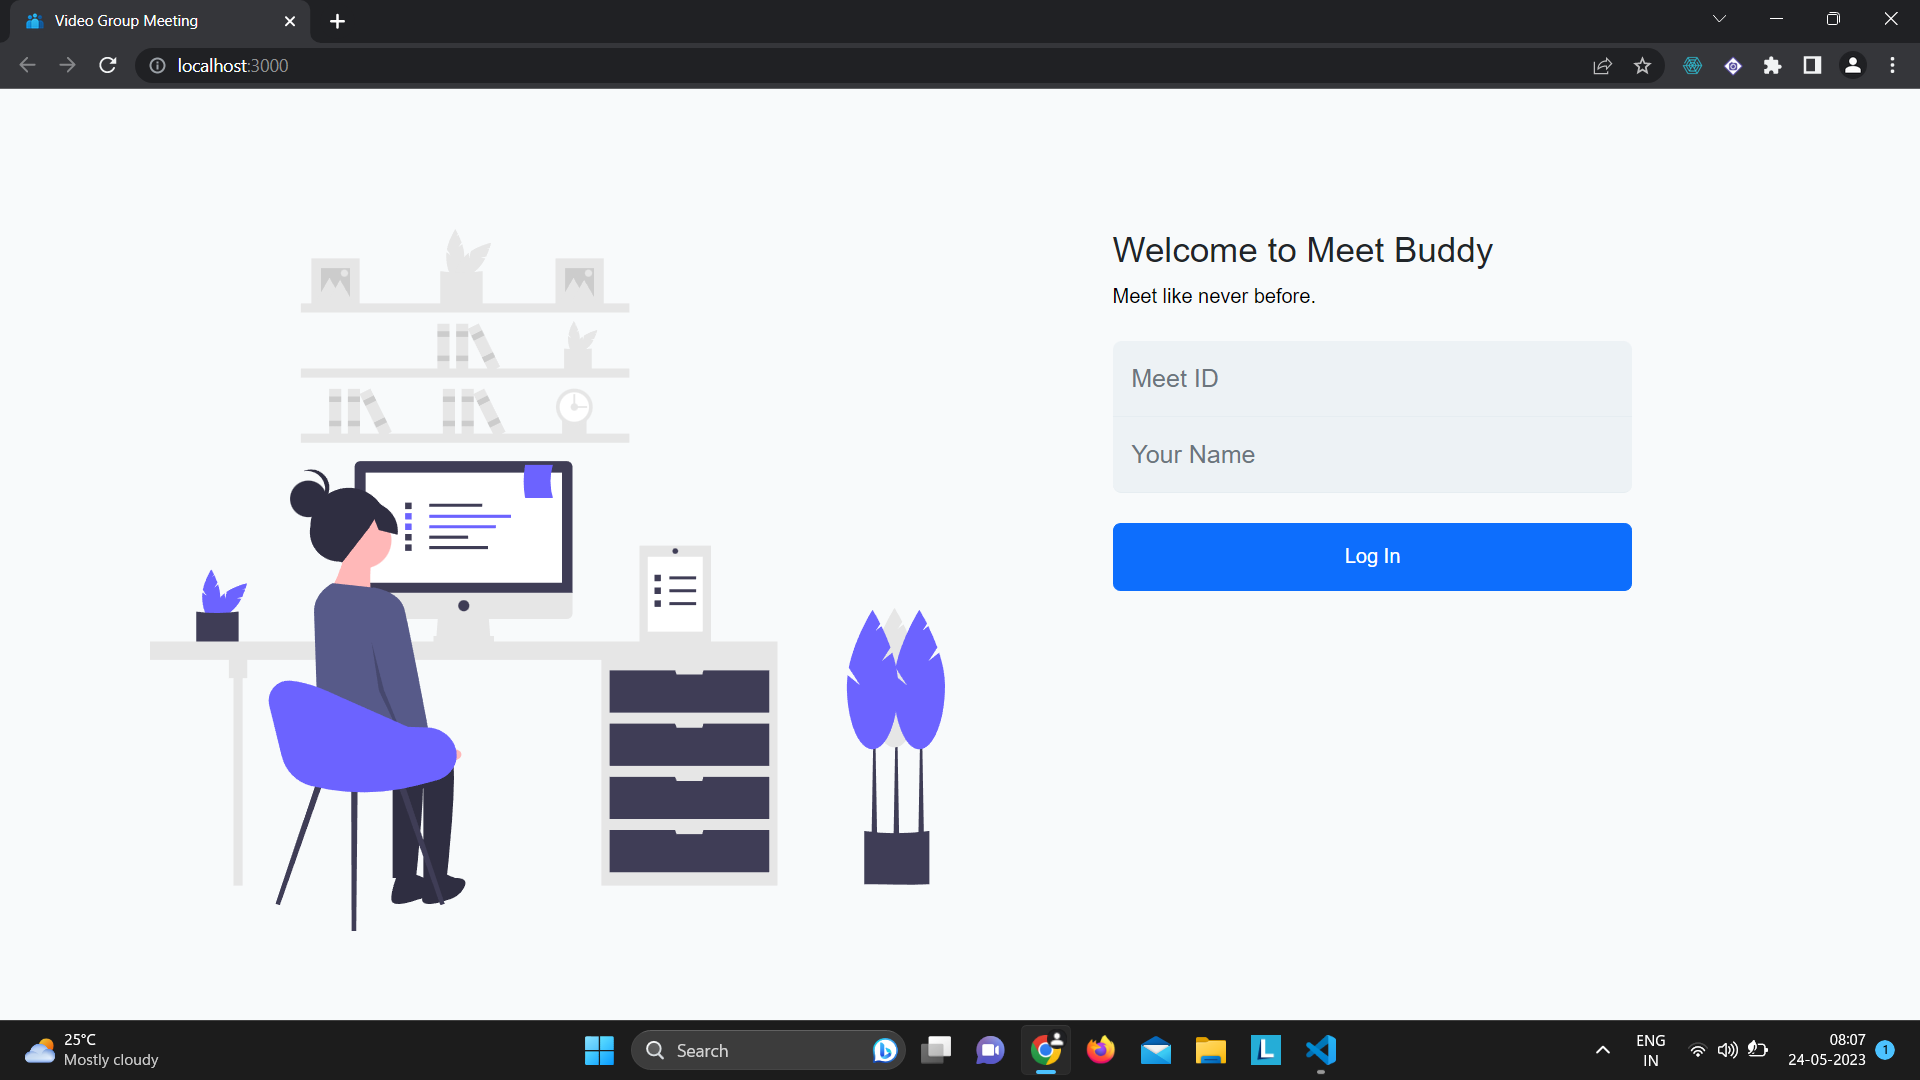 Video Group Meeting
localhost:3000
Welcome to Meet Buddy
Meet like never before.
Meet ID
Your Name
Log In
25°C
Mostly cloudy
Search
L
ENG
IN
08:07
24-05-2023
1